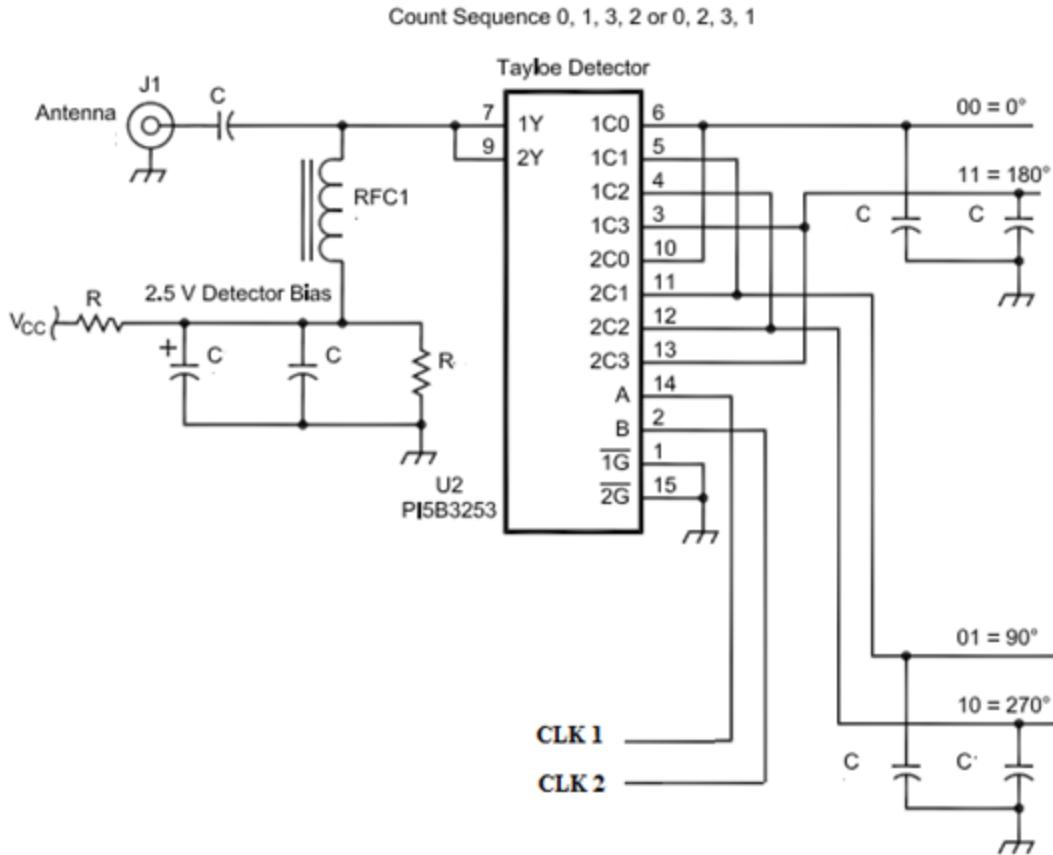 Count Sequence 0, 1, 3, 2 or 0, 2, 3, 1
Tayloe Detector
J1
Antenna
C
7
1Y
9
2Y
RFC1
2.5 V Detector Bias
R
VCC
+
C
C
R
U2
PI5B3253
1C0
6
1C1
5
1C2
4
1C3
3
2C0
10
2C1
11
2C2
12
2C3
13
A
14
B
2
1G
1
2G
15
00 = 0°
11 = 180°
C
C
01 = 90°
10 = 270°
C
C
CLK 1
CLK 2